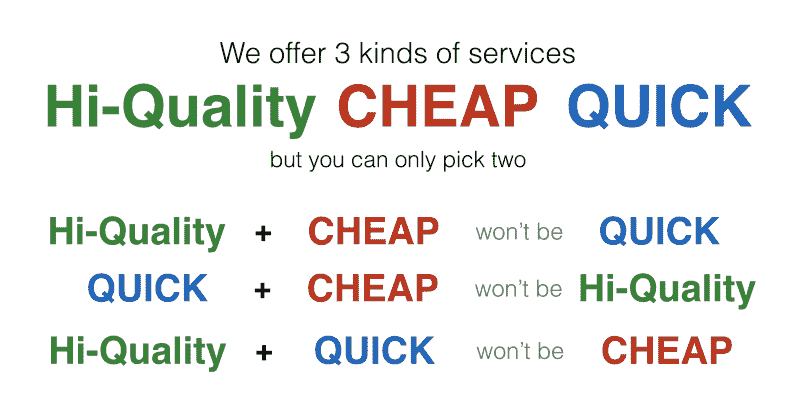 We offer 3 kinds of services
Hi-Quality CHEAP QUICK
but you can only pick two
Hi-Quality + CHEAP won't be QUICK
QUICK + CHEAP won't be Hi-Quality
Hi-Quality + QUICK won't be CHEAP